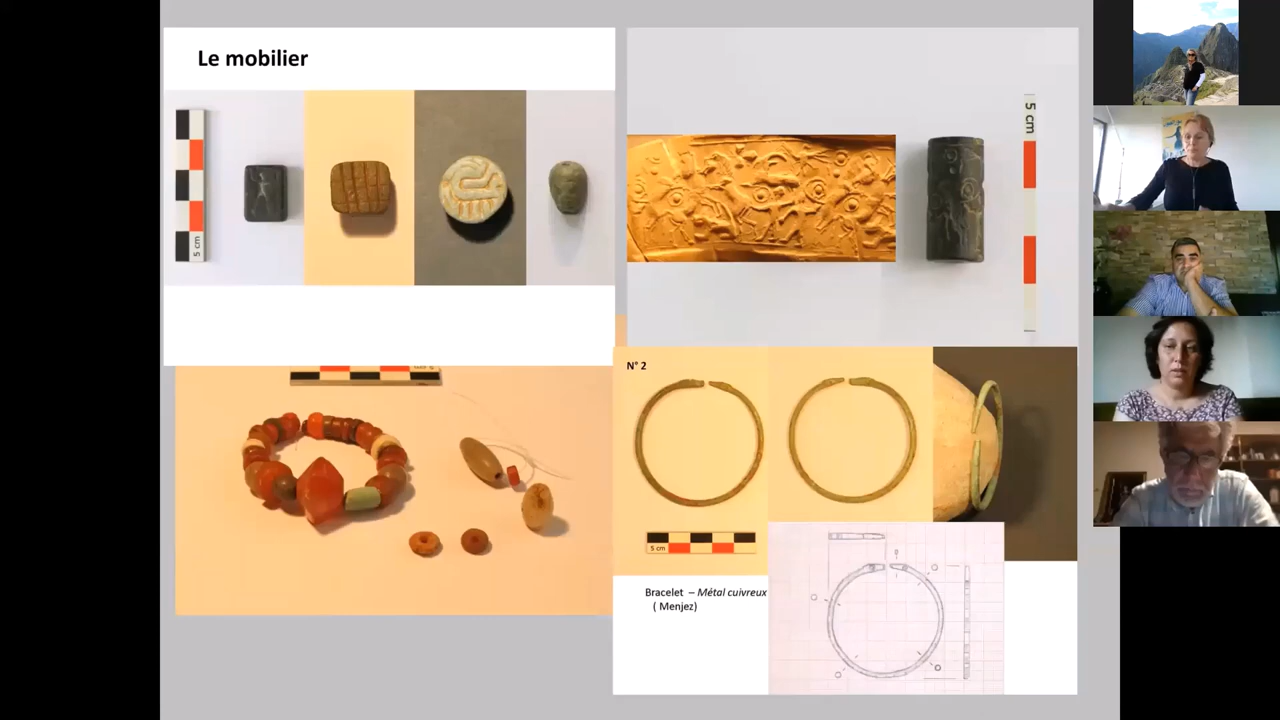 Le mobilier
5 cm
5 cm
N° 2
5 cm
Bracelet – Métal cuivreux
( Menjez)